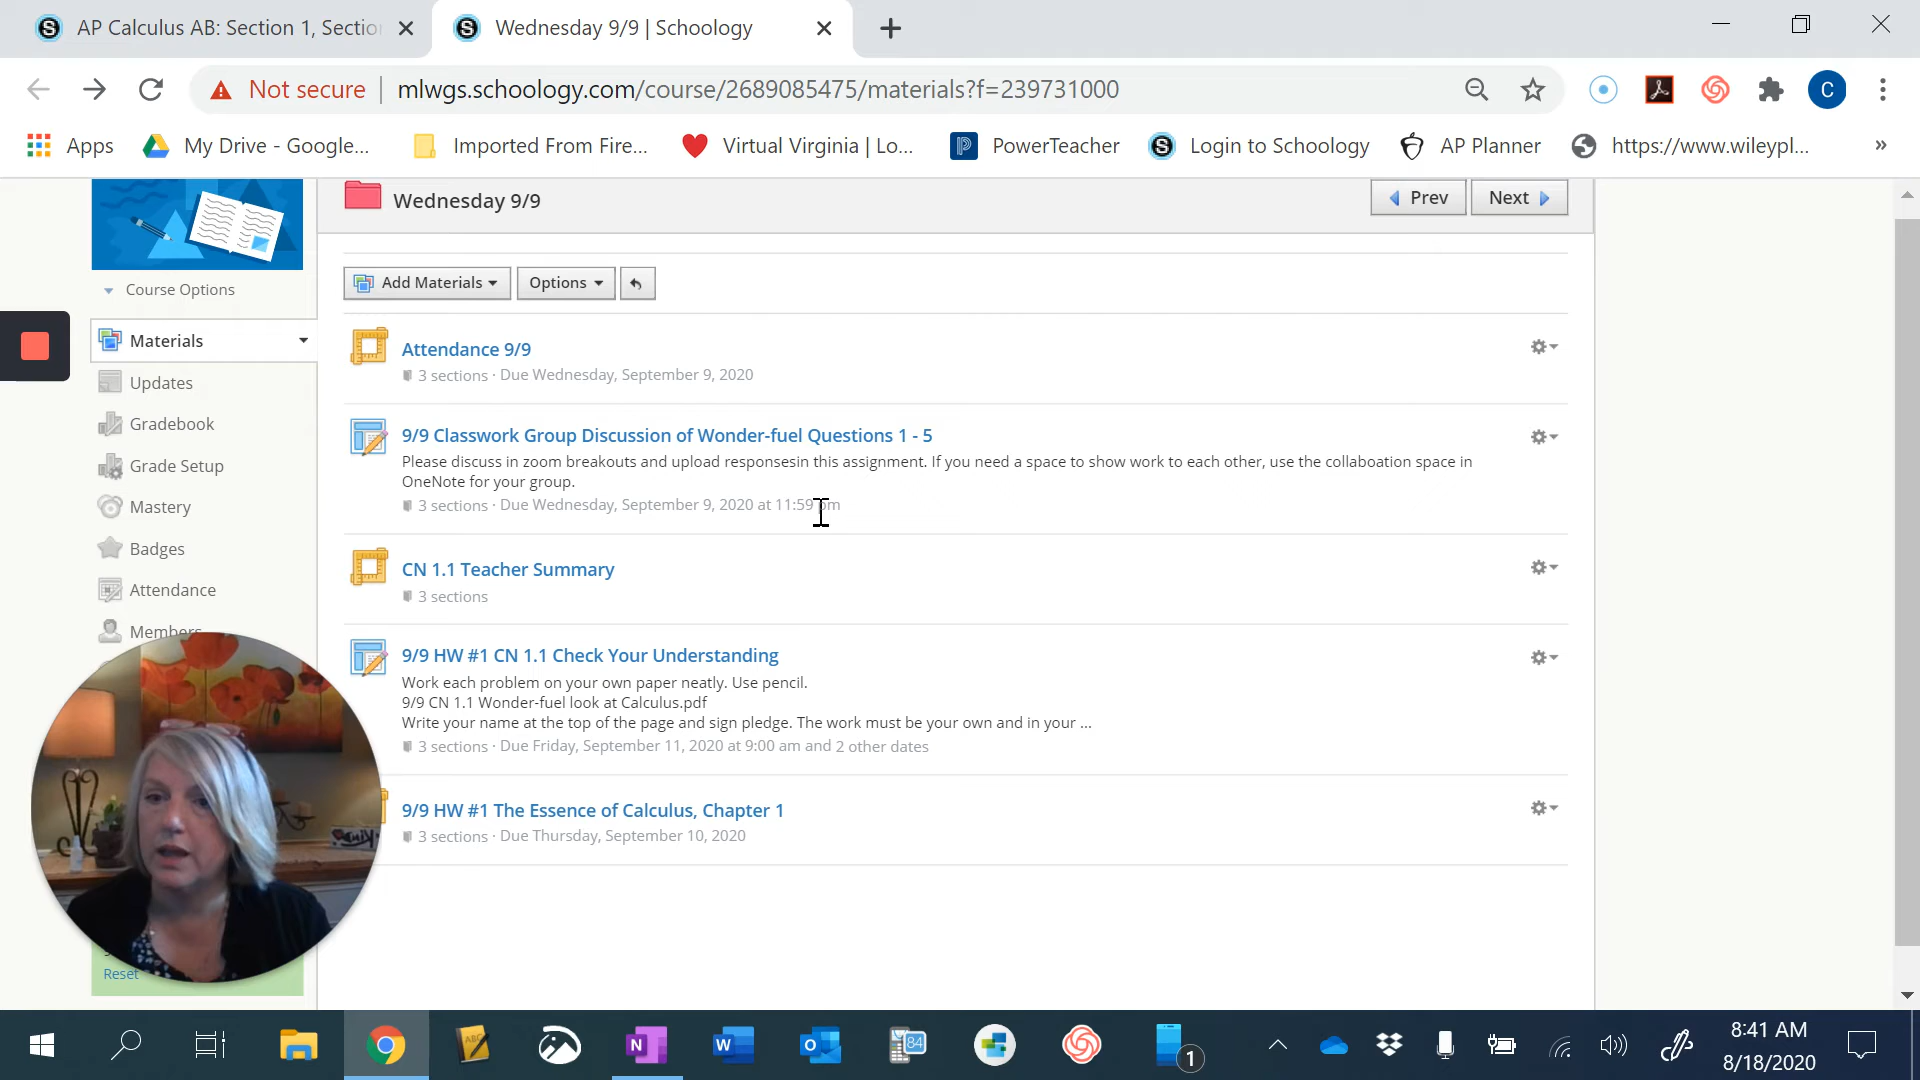 AP Calculus AB: Section 1, Sectio
Wednesday 9/9 | Schoology
Not secure
mlwgs.schoology.com/course/2689085475/materials?f=239731000
C
Apps
My Drive - Google...
Imported From Fire...
Virtual Virginia | Lo...
PowerTeacher
Login to Schoology
AP Planner
https://www.wileypl...
»
Wednesday 9/9
Prev
Next
Course Options
Add Materials
Options
Materials
Updates
Gradebook
Grade Setup
Mastery
Badges
Attendance
Members
Reset
Attendance 9/9
3 sections · Due Wednesday, September 9, 2020
9/9 Classwork Group Discussion of Wonder-fuel Questions 1 - 5
Please discuss in zoom breakouts and upload responsesin this assignment. If you need a space to show work to each other, use the collaboation space in
OneNote for your group.
3 sections · Due Wednesday, September 9, 2020 at 11:59 pm
CN 1.1 Teacher Summary
3 sections
9/9 HW #1 CN 1.1 Check Your Understanding
Work each problem on your own paper neatly. Use pencil.
9/9 CN 1.1 Wonder-fuel look at Calculus.pdf
Write your name at the top of the page and sign pledge. The work must be your own and in your ...
3 sections · Due Friday, September 11, 2020 at 9:00 am and 2 other dates
9/9 HW #1 The Essence of Calculus, Chapter 1
3 sections · Due Thursday, September 10, 2020
84
1
8:41 AM
8/18/2020